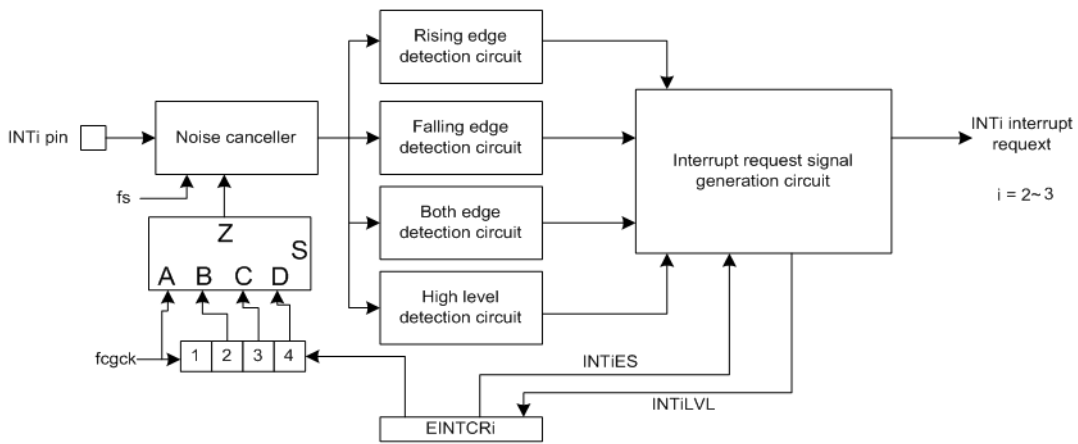 Rising edge
detection circuit
INTi pin
Noise canceller
Falling edge
detection circuit
Interrupt request signal
generation circuit
INTi interrupt
requext
i = 2~3
fs
Both edge
detection circuit
Z
S
A B C D
High level
detection circuit
fcgck
1 2 3 4
INTiES
INTiLVL
EINTCRi